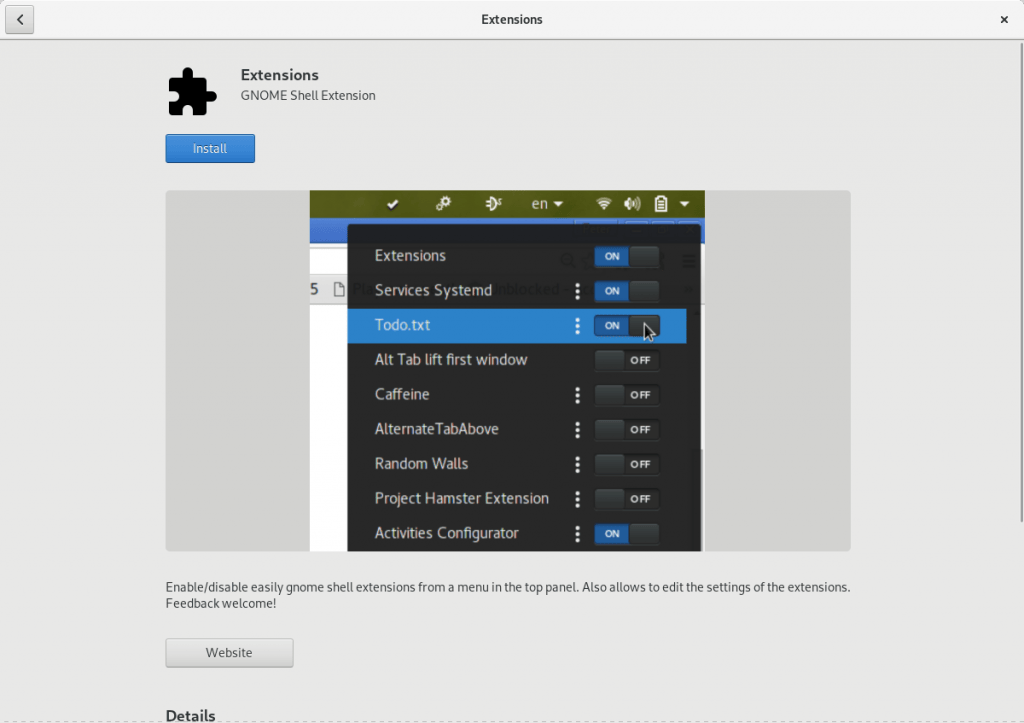 Extensions
Extensions
GNOME Shell Extension
Install
en
Extensions ON
5
Services Systemd ON
Todo.txt ON
Alt Tab lift first window OFF
Caffeine OFF
AlternateTabAbove OFF
Random Walls OFF
Project Hamster Extension OFF
Activities Configurator ON
Enable/disable easily gnome shell extensions from a menu in the top panel. Also allows to edit the settings of the extensions.
Feedback welcome!
Website
Details